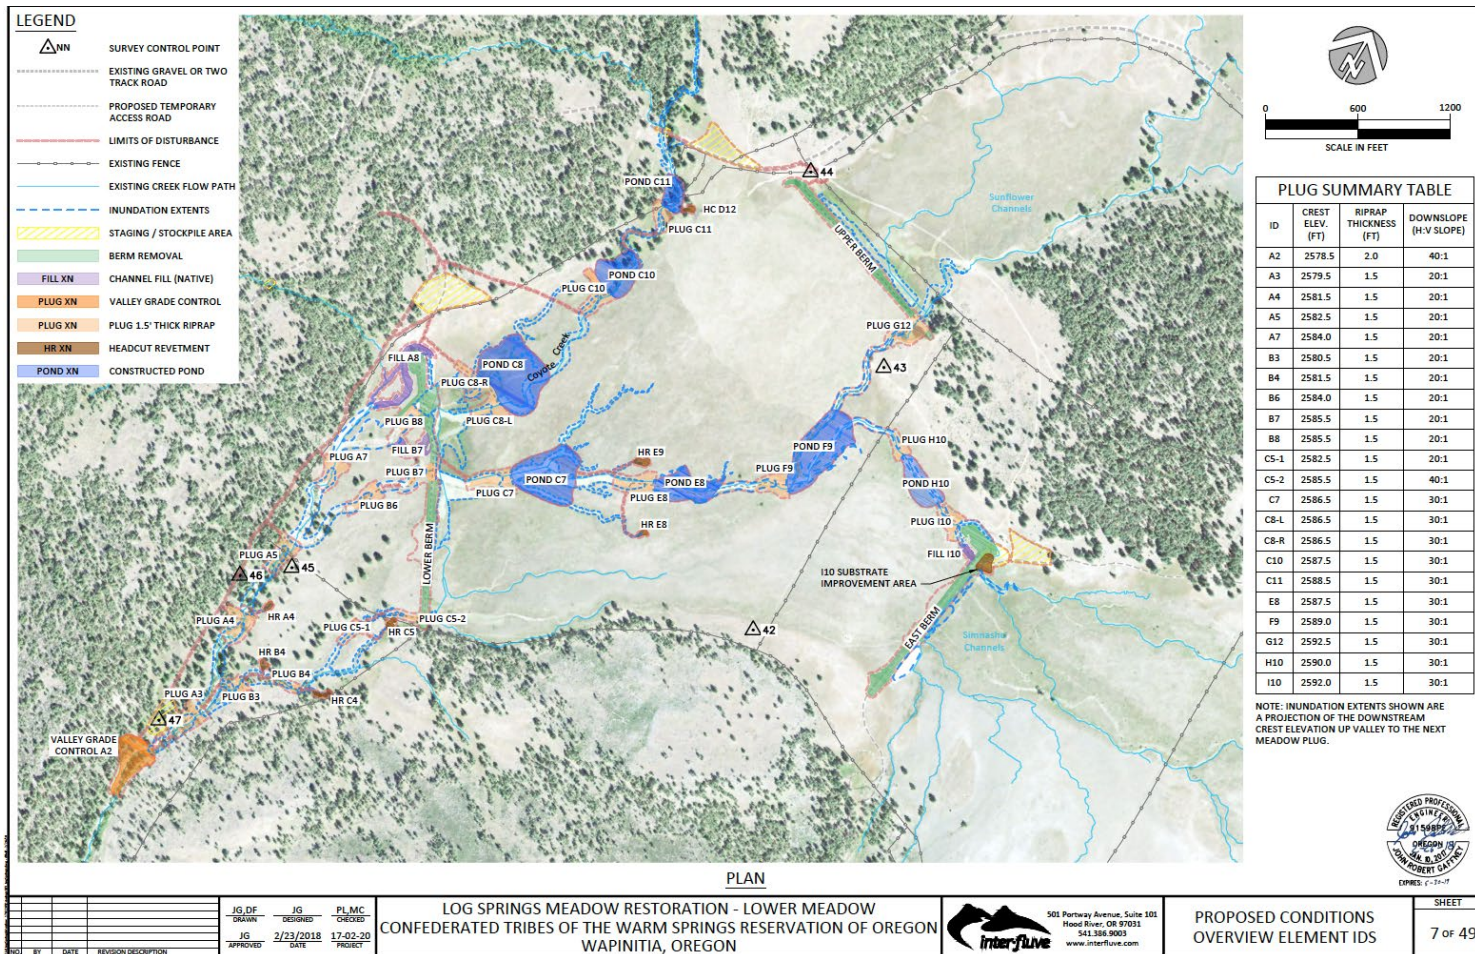 LEGEND
NN SURVEY CONTROL POINT
EXISTING GRAVEL OR TWO
TRACK ROAD
PROPOSED TEMPORARY
ACCESS ROAD
LIMITS OF DISTURBANCE
EXISTING FENCE
EXISTING CREEK FLOW PATH
INUNDATION EXTENTS
STAGING / STOCKPILE AREA
BERM REMOVAL
FILL XN CHANNEL FILL (NATIVE)
PLUG XN VALLEY GRADE CONTROL
PLUG XN PLUG 1.5' THICK RIPRAP
HR XN HEADCUT REVETMENT
POND XN CONSTRUCTED POND
44
POND C11
HC D12
PLUG C11
Sunflower
Channels
UPPER BERM
POND C10
PLUG C10
PLUG G12
43
FILL A8
POND C8
Coyote Creek
PLUG C8-R
PLUG B8
PLUG C8-L
FILL B7
PLUG A7
PLUG B7
HR E9
POND F9
PLUG H10
POND C7
PLUG F9
POND E8
POND H10
PLUG C7
PLUG E8
PLUG B6
HR E8
PLUG I10
LOWER BERM
PLUG A5
FILL I10
45
46
I10 SUBSTRATE
IMPROVEMENT AREA
HR A4
PLUG A4
PLUG C5-1
PLUG C5-2
HR C5
42
EAST BERM
Simnasho
Channels
HR B4
PLUG B4
PLUG A3
PLUG B3
HR C4
47
VALLEY GRADE
CONTROL A2
N
0 600 1200
SCALE IN FEET
PLUG SUMMARY TABLE
ID CREST ELEV. (FT) RIPRAP THICKNESS (FT) DOWNSLOPE (H:V SLOPE)
A2 2578.5 2.0 40:1
A3 2579.5 1.5 20:1
A4 2581.5 1.5 20:1
A5 2582.5 1.5 20:1
A7 2584.0 1.5 20:1
B3 2580.5 1.5 20:1
B4 2581.5 1.5 20:1
B6 2584.0 1.5 20:1
B7 2585.5 1.5 20:1
B8 2585.5 1.5 20:1
C5-1 2582.5 1.5 20:1
C5-2 2585.5 1.5 40:1
C7 2586.5 1.5 30:1
C8-L 2586.5 1.5 30:1
C8-R 2586.5 1.5 30:1
C10 2587.5 1.5 30:1
C11 2588.5 1.5 30:1
E8 2587.5 1.5 30:1
F9 2589.0 1.5 30:1
G12 2592.5 1.5 30:1
H10 2590.0 1.5 30:1
I10 2592.0 1.5 30:1
NOTE: INUNDATION EXTENTS SHOWN ARE
A PROJECTION OF THE DOWNSTREAM
CREST ELEVATION UP VALLEY TO THE NEXT
MEADOW PLUG.
REGISTERED PROFESSIONAL
ENGINEER
OREGON
JAN. 10, 2017
JOHN ROBERT GAFFNEY
EXPIRES:
PLAN
NO. BY DATE REVISION DESCRIPTION
JG,DF JG PL,MC
DRAWN DESIGNED CHECKED
JG 2/23/2018 17-02-20
APPROVED DATE PROJECT
LOG SPRINGS MEADOW RESTORATION - LOWER MEADOW
CONFEDERATED TRIBES OF THE WARM SPRINGS RESERVATION OF OREGON
WAPINITIA, OREGON
inter-fluve
501 Portway Avenue, Suite 101
Hood River, OR 97031
541.386.9003
www.interfluve.com
PROPOSED CONDITIONS
OVERVIEW ELEMENT IDS
SHEET
7 OF 49